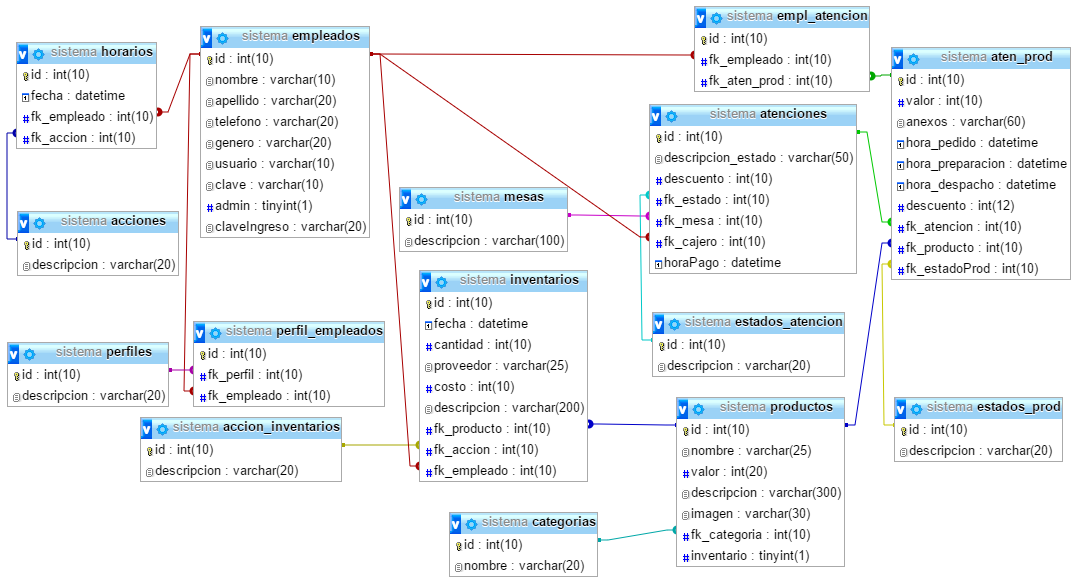 sistema horarios
id : int(10)
fecha : datetime
fk_empleado : int(10)
fk_accion : int(10)
sistema empleados
id : int(10)
nombre : varchar(10)
apellido : varchar(20)
telefono : varchar(20)
genero : varchar(20)
usuario : varchar(10)
clave : varchar(10)
admin : tinyint(1)
claveIngreso : varchar(20)
sistema empl_atencion
id : int(10)
fk_empleado : int(10)
fk_aten_prod : int(10)
sistema aten_prod
id : int(10)
valor : int(10)
anexos : varchar(60)
hora_pedido : datetime
hora_preparacion : datetime
hora_despacho : datetime
descuento : int(12)
fk_atencion : int(10)
fk_producto : int(10)
fk_estadoProd : int(10)
sistema atenciones
id : int(10)
descripcion_estado : varchar(50)
descuento : int(10)
fk_estado : int(10)
fk_mesa : int(10)
fk_cajero : int(10)
horaPago : datetime
sistema acciones
id : int(10)
descripcion : varchar(20)
sistema mesas
id : int(10)
descripcion : varchar(100)
sistema inventarios
id : int(10)
fecha : datetime
cantidad : int(10)
proveedor : varchar(25)
costo : int(10)
descripcion : varchar(200)
fk_producto : int(10)
fk_accion : int(10)
fk_empleado : int(10)
sistema estados_atencion
id : int(10)
descripcion : varchar(20)
sistema perfil_empleados
id : int(10)
fk_perfil : int(10)
fk_empleado : int(10)
sistema perfiles
id : int(10)
descripcion : varchar(20)
sistema accion_inventarios
id : int(10)
descripcion : varchar(20)
sistema productos
id : int(10)
nombre : varchar(25)
valor : int(20)
descripcion : varchar(300)
imagen : varchar(30)
fk_categoria : int(10)
inventario : tinyint(1)
sistema estados_prod
id : int(10)
descripcion : varchar(20)
sistema categorias
id : int(10)
nombre : varchar(20)